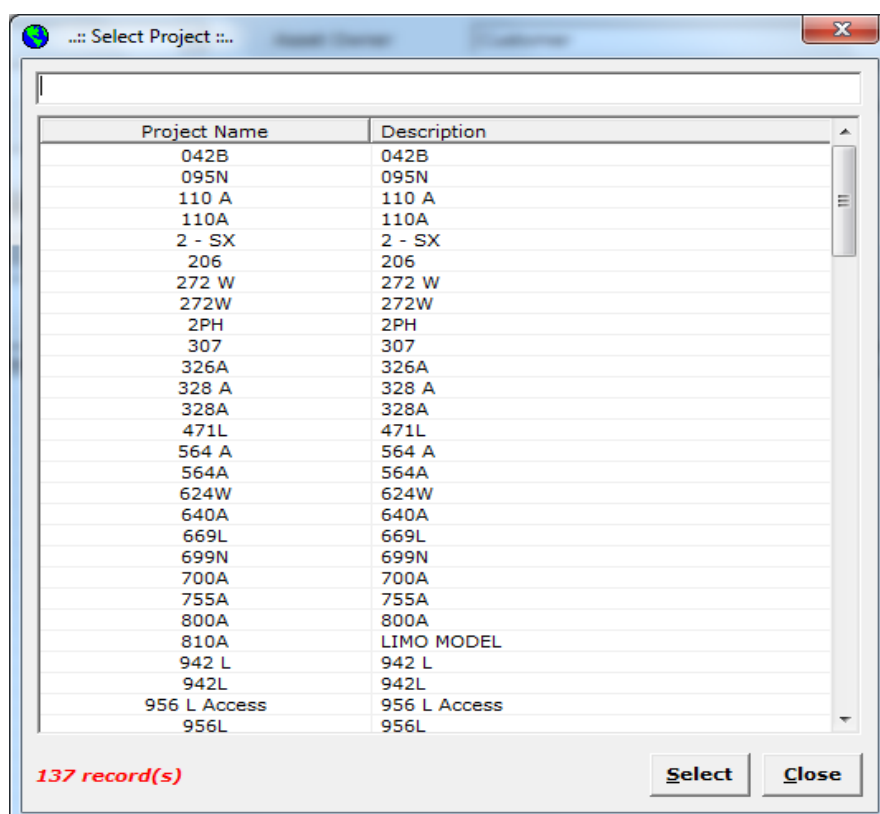 ..:: Select Project ::.. Asset Owner Customer
Project Name Description
042B 042B
095N 095N
110 A 110 A
110A 110A
2 - SX 2 - SX
206 206
272 W 272 W
272W 272W
2PH 2PH
307 307
326A 326A
328 A 328 A
328A 328A
471L 471L
564 A 564 A
564A 564A
624W 624W
640A 640A
669L 669L
699N 699N
700A 700A
755A 755A
800A 800A
810A LIMO MODEL
942 L 942 L
942L 942L
956 L Access 956 L Access
956L 956L
137 record(s) Select Close